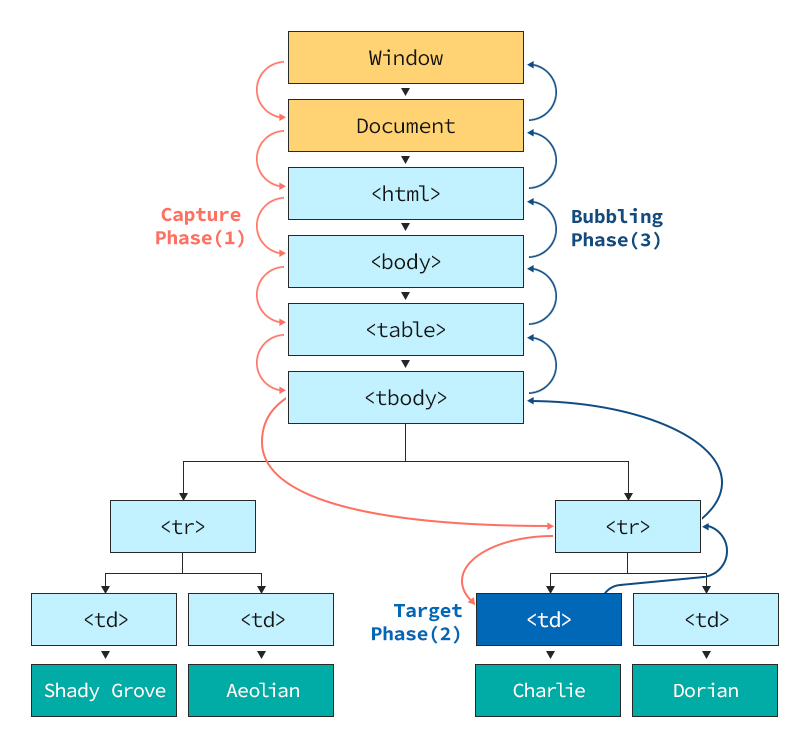 Window
Document
<html>
Capture
Phase(1)
Bubbling
Phase(3)
<body>
<table>
<tbody>
<tr>
<tr>
Target
Phase(2)
<td>
<td>
<td>
<td>
Shady Grove
Aeolian
Charlie
Dorian